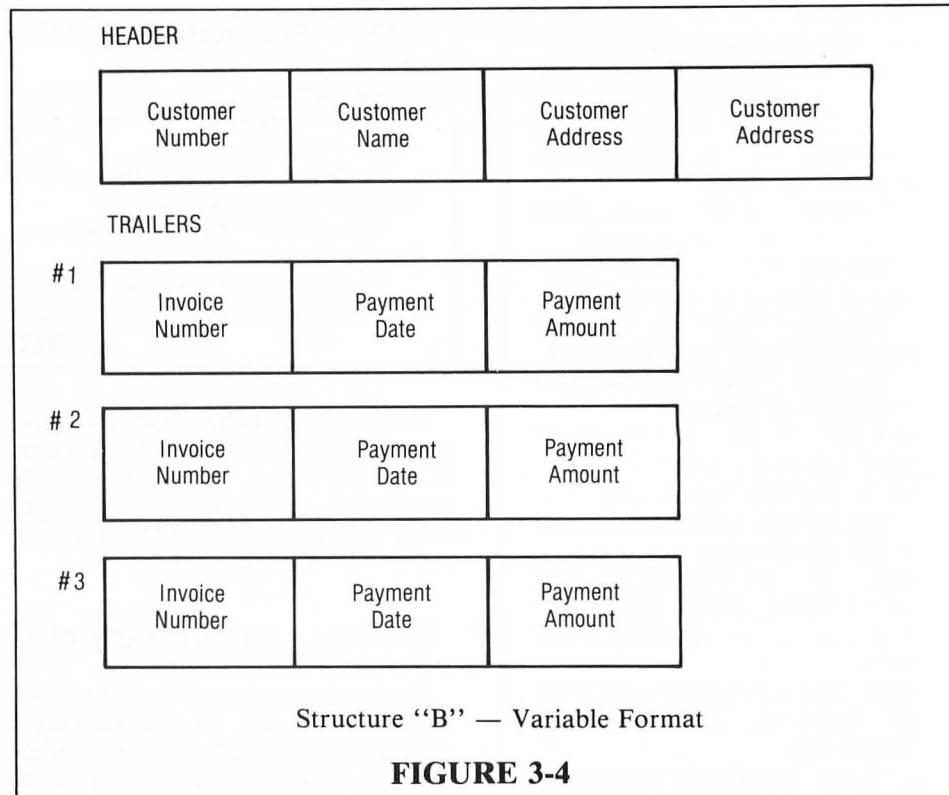 HEADER
Customer Number
Customer Name
Customer Address
Customer Address
TRAILERS
#1
Invoice Number
Payment Date
Payment Amount
#2
Invoice Number
Payment Date
Payment Amount
#3
Invoice Number
Payment Date
Payment Amount
Structure “B” — Variable Format
FIGURE 3-4